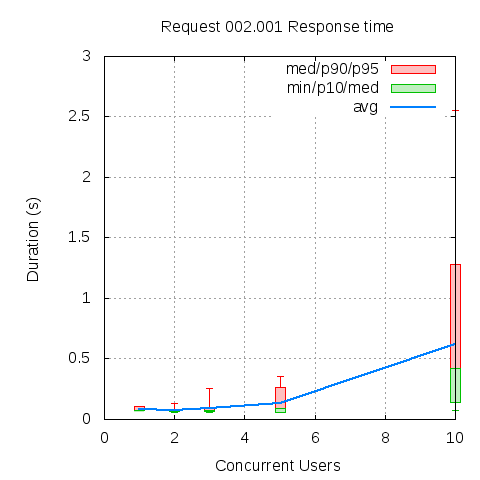 Request 002.001 Response time
med/p90/p95
min/p10/med
avg
3
2.5
2
1.5
1
0.5
0
0 2 4 6 8 10
Duration (s)
Concurrent Users